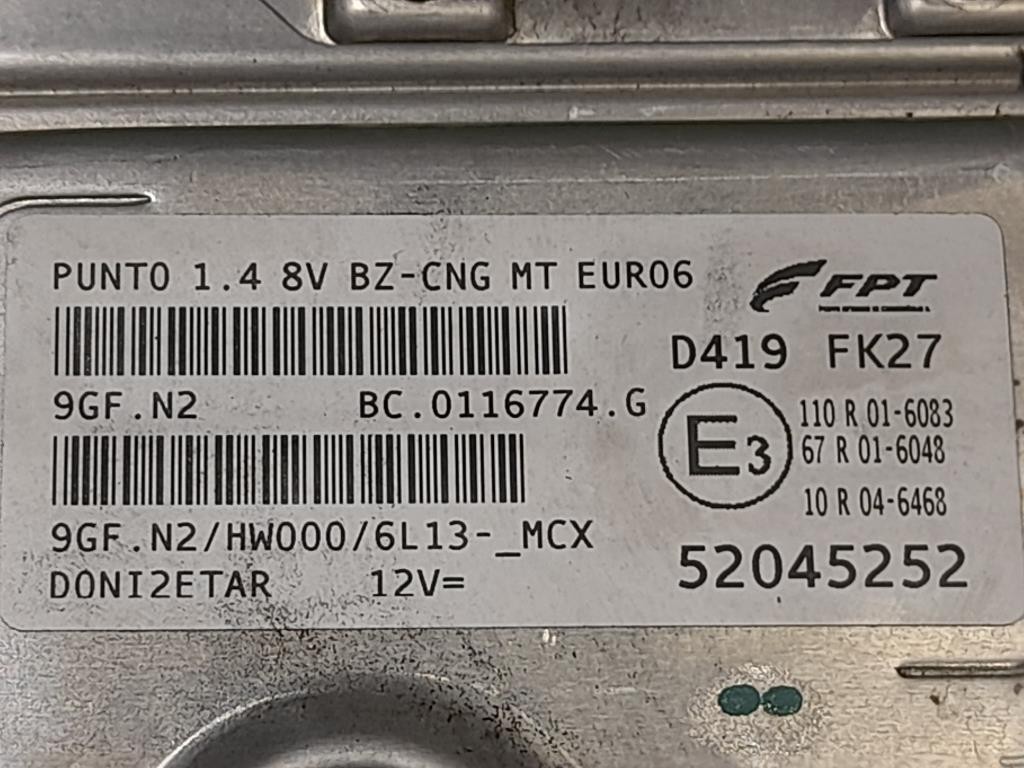 PUNTO 1.4 8V BZ-CNG MT EURO6
FPT
D419 FK27
9GF.N2 BC.0116774.G
E3
110 R 01-6083
67 R 01-6048
10 R 04-6468
9GF.N2/HW000/6L13-_MCX
DONI2ETAR 12V=
52045252